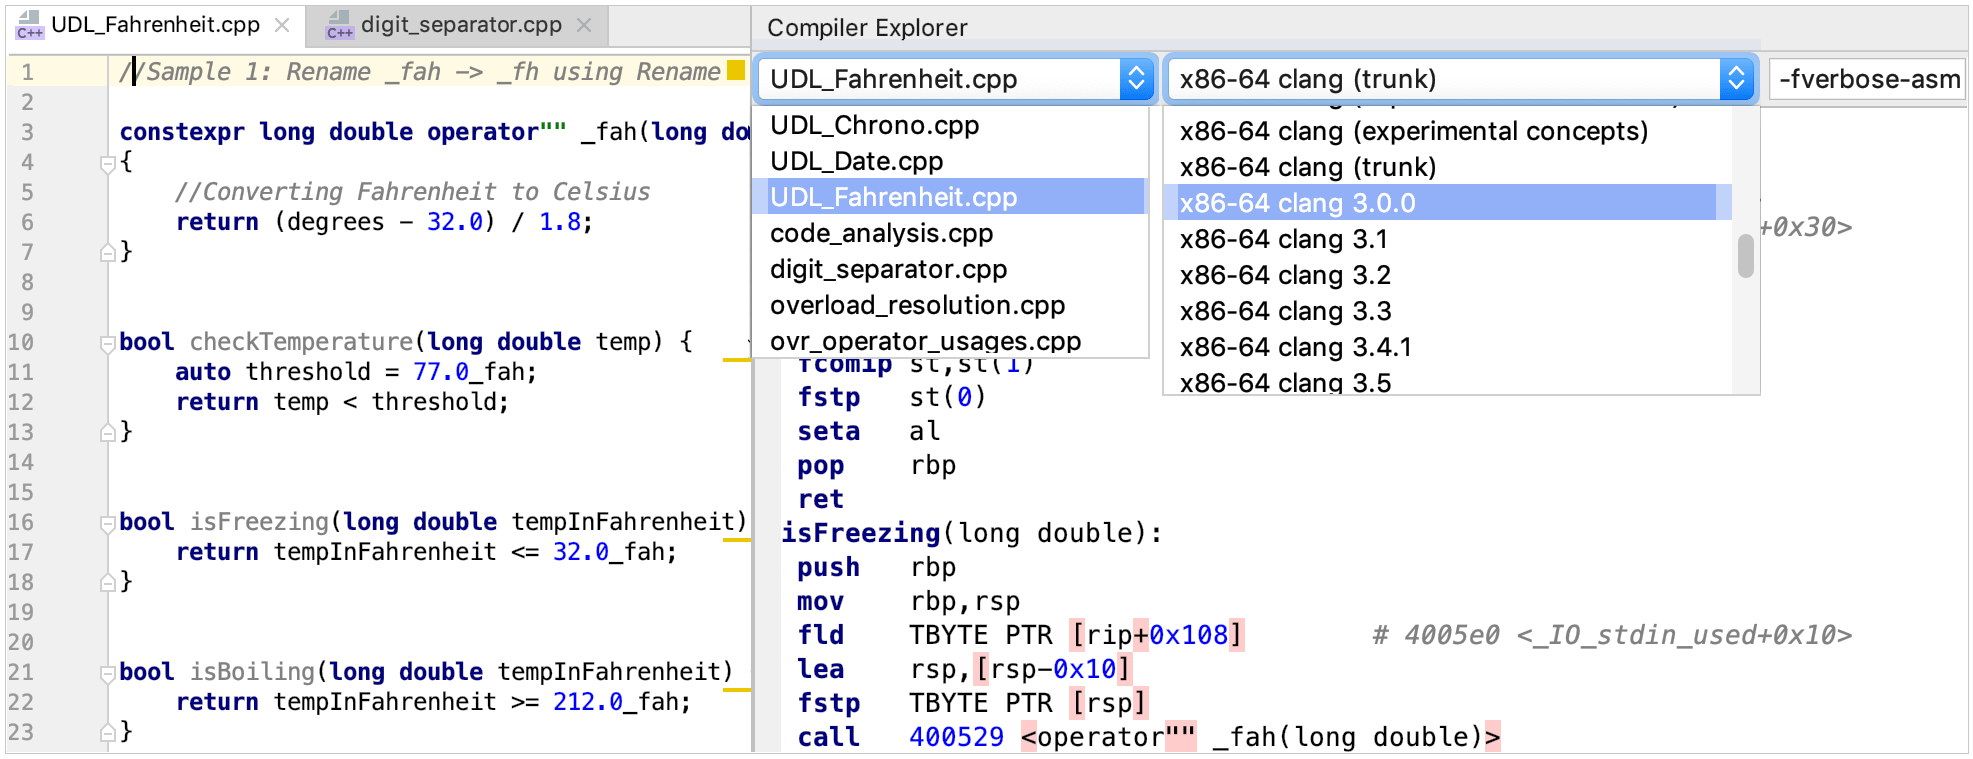 UDL_Fahrenheit.cpp
digit_separator.cpp
1 //Sample 1: Rename _fah -> _fh using Rename
2
3 constexpr long double operator"" _fah(long do
4 {
5 //Converting Fahrenheit to Celsius
6 return (degrees - 32.0) / 1.8;
7 }
8
9
10 bool checkTemperature(long double temp) {
11 auto threshold = 77.0_fah;
12 return temp < threshold;
13 }
14
15
16 bool isFreezing(long double tempInFahrenheit)
17 return tempInFahrenheit <= 32.0_fah;
18 }
19
20
21 bool isBoiling(long double tempInFahrenheit)
22 return tempInFahrenheit >= 212.0_fah;
23 }
Compiler Explorer
UDL_Fahrenheit.cpp
x86-64 clang (trunk)
-fverbose-asm
UDL_Chrono.cpp
UDL_Date.cpp
UDL_Fahrenheit.cpp
code_analysis.cpp
digit_separator.cpp
overload_resolution.cpp
ovr_operator_usages.cpp
x86-64 clang (experimental concepts)
x86-64 clang (trunk)
x86-64 clang 3.0.0
x86-64 clang 3.1
x86-64 clang 3.2
x86-64 clang 3.3
x86-64 clang 3.4.1
x86-64 clang 3.5
+0x30>
fcomip st,st(1)
fstp st(0)
seta al
pop rbp
ret
isFreezing(long double):
push rbp
mov rbp,rsp
fld TBYTE PTR [rip+0x108] # 4005e0 <_IO_stdin_used+0x10>
lea rsp,[rsp-0x10]
fstp TBYTE PTR [rsp]
call 400529 <operator"" _fah(long double)>